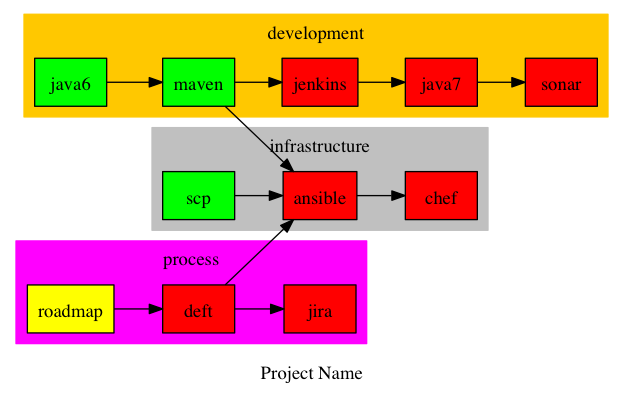 development
java6 maven jenkins java7 sonar
infrastructure
scp ansible chef
process
roadmap deft jira
Project Name